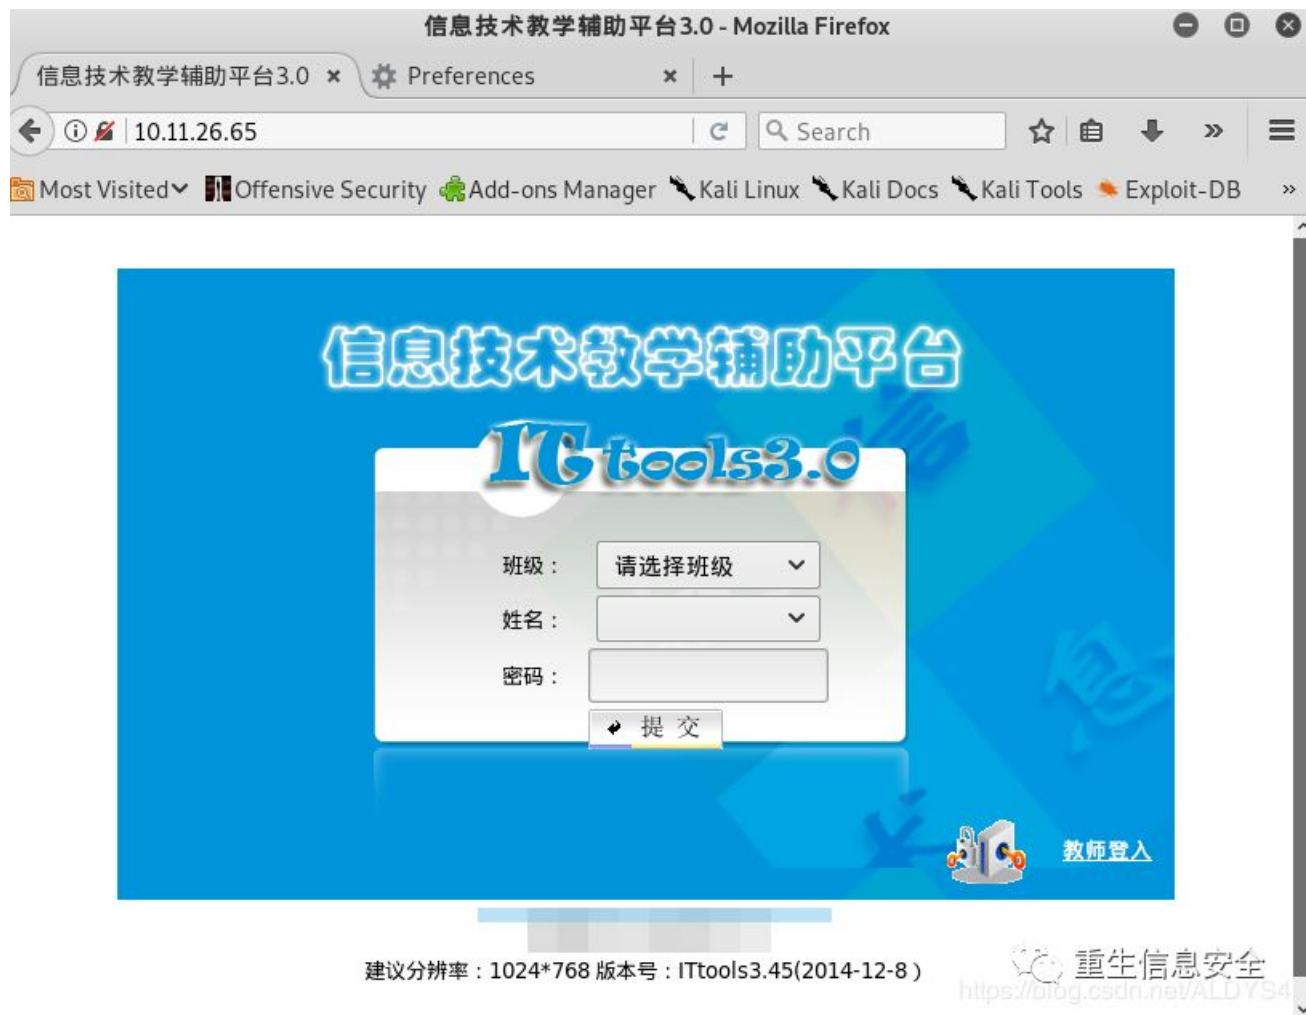 信息技术教学辅助平台3.0 - Mozilla Firefox
信息技术教学辅助平台3.0 Preferences
10.11.26.65 Search
Most Visited Offensive Security Add-ons Manager Kali Linux Kali Docs Kali Tools Exploit-DB
信息技术教学辅助平台
ITtools3.0
班级： 请选择班级
姓名：
密码：
提 交
信
息
教师登入
建议分辨率：1024*768 版本号：ITtools3.45(2014-12-8）
重生信息安全
https://blog.csdn.net/ALDYS4